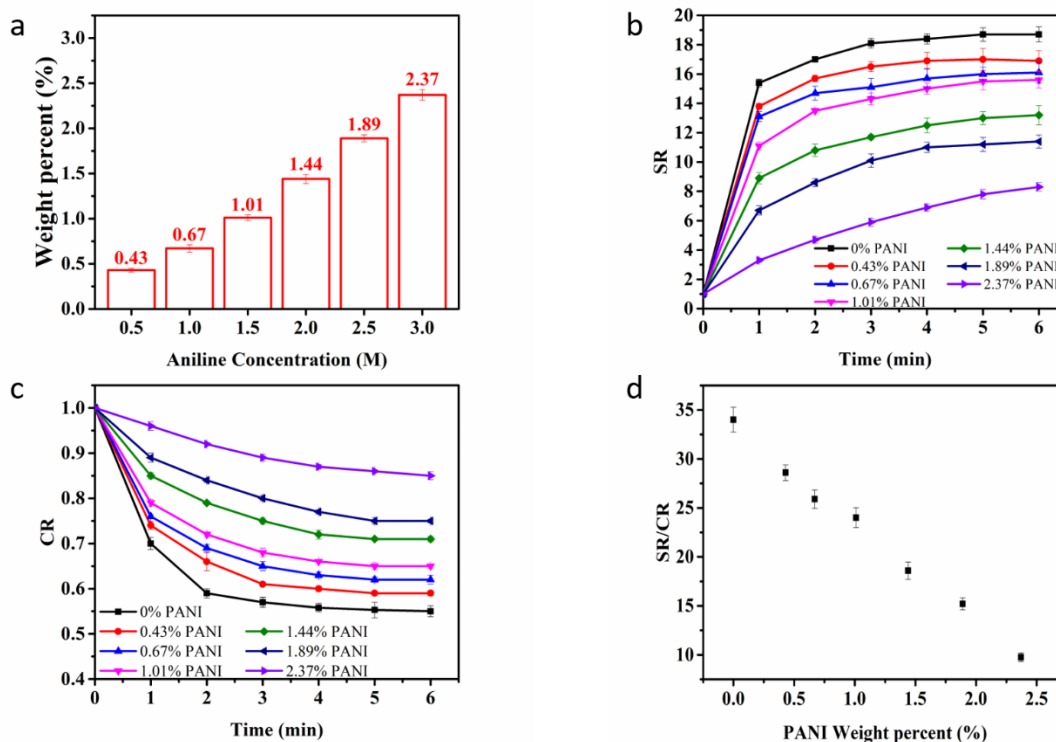 a
Weight percent (%)
3.0
2.5
2.0
1.5
1.0
0.5
0.0
0.43
0.67
1.01
1.44
1.89
2.37
0.5 1.0 1.5 2.0 2.5 3.0
Aniline Concentration (M)
b
SR
20
18
16
14
12
10
8
6
4
2
0
0% PANI
0.43% PANI
0.67% PANI
1.01% PANI
1.44% PANI
1.89% PANI
2.37% PANI
0 1 2 3 4 5 6
Time (min)
c
CR
1.0
0.9
0.8
0.7
0.6
0.5
0.4
0% PANI
0.43% PANI
0.67% PANI
1.01% PANI
1.44% PANI
1.89% PANI
2.37% PANI
0 1 2 3 4 5 6
Time (min)
d
SR/CR
35
30
25
20
15
10
0.0 0.5 1.0 1.5 2.0 2.5
PANI Weight percent (%)